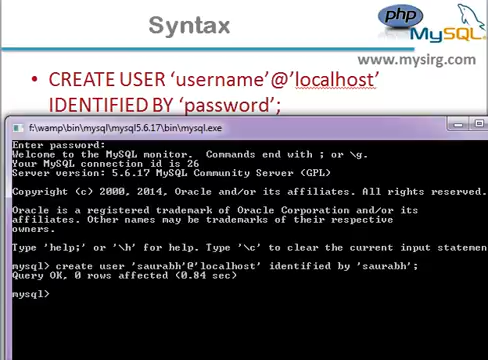 Syntax
php
MySQL
www.mysirg.com
• CREATE USER ‘username’@’localhost’
IDENTIFIED BY ‘password’;
f:\wamp\bin\mysql\mysql5.6.17\bin\mysql.exe
Enter password:
Welcome to the MySQL monitor.  Commands end with ; or \g.
Your MySQL connection id is 26
Server version: 5.6.17 MySQL Community Server (GPL)
Copyright (c) 2000, 2014, Oracle and/or its affiliates. All rights reserved.
Oracle is a registered trademark of Oracle Corporation and/or its
affiliates. Other names may be trademarks of their respective
owners.
Type 'help;' or '\h' for help. Type '\c' to clear the current input statemen
mysql> create user 'saurabh'@'localhost' identified by 'saurabh';
Query OK, 0 rows affected (0.84 sec)
mysql>